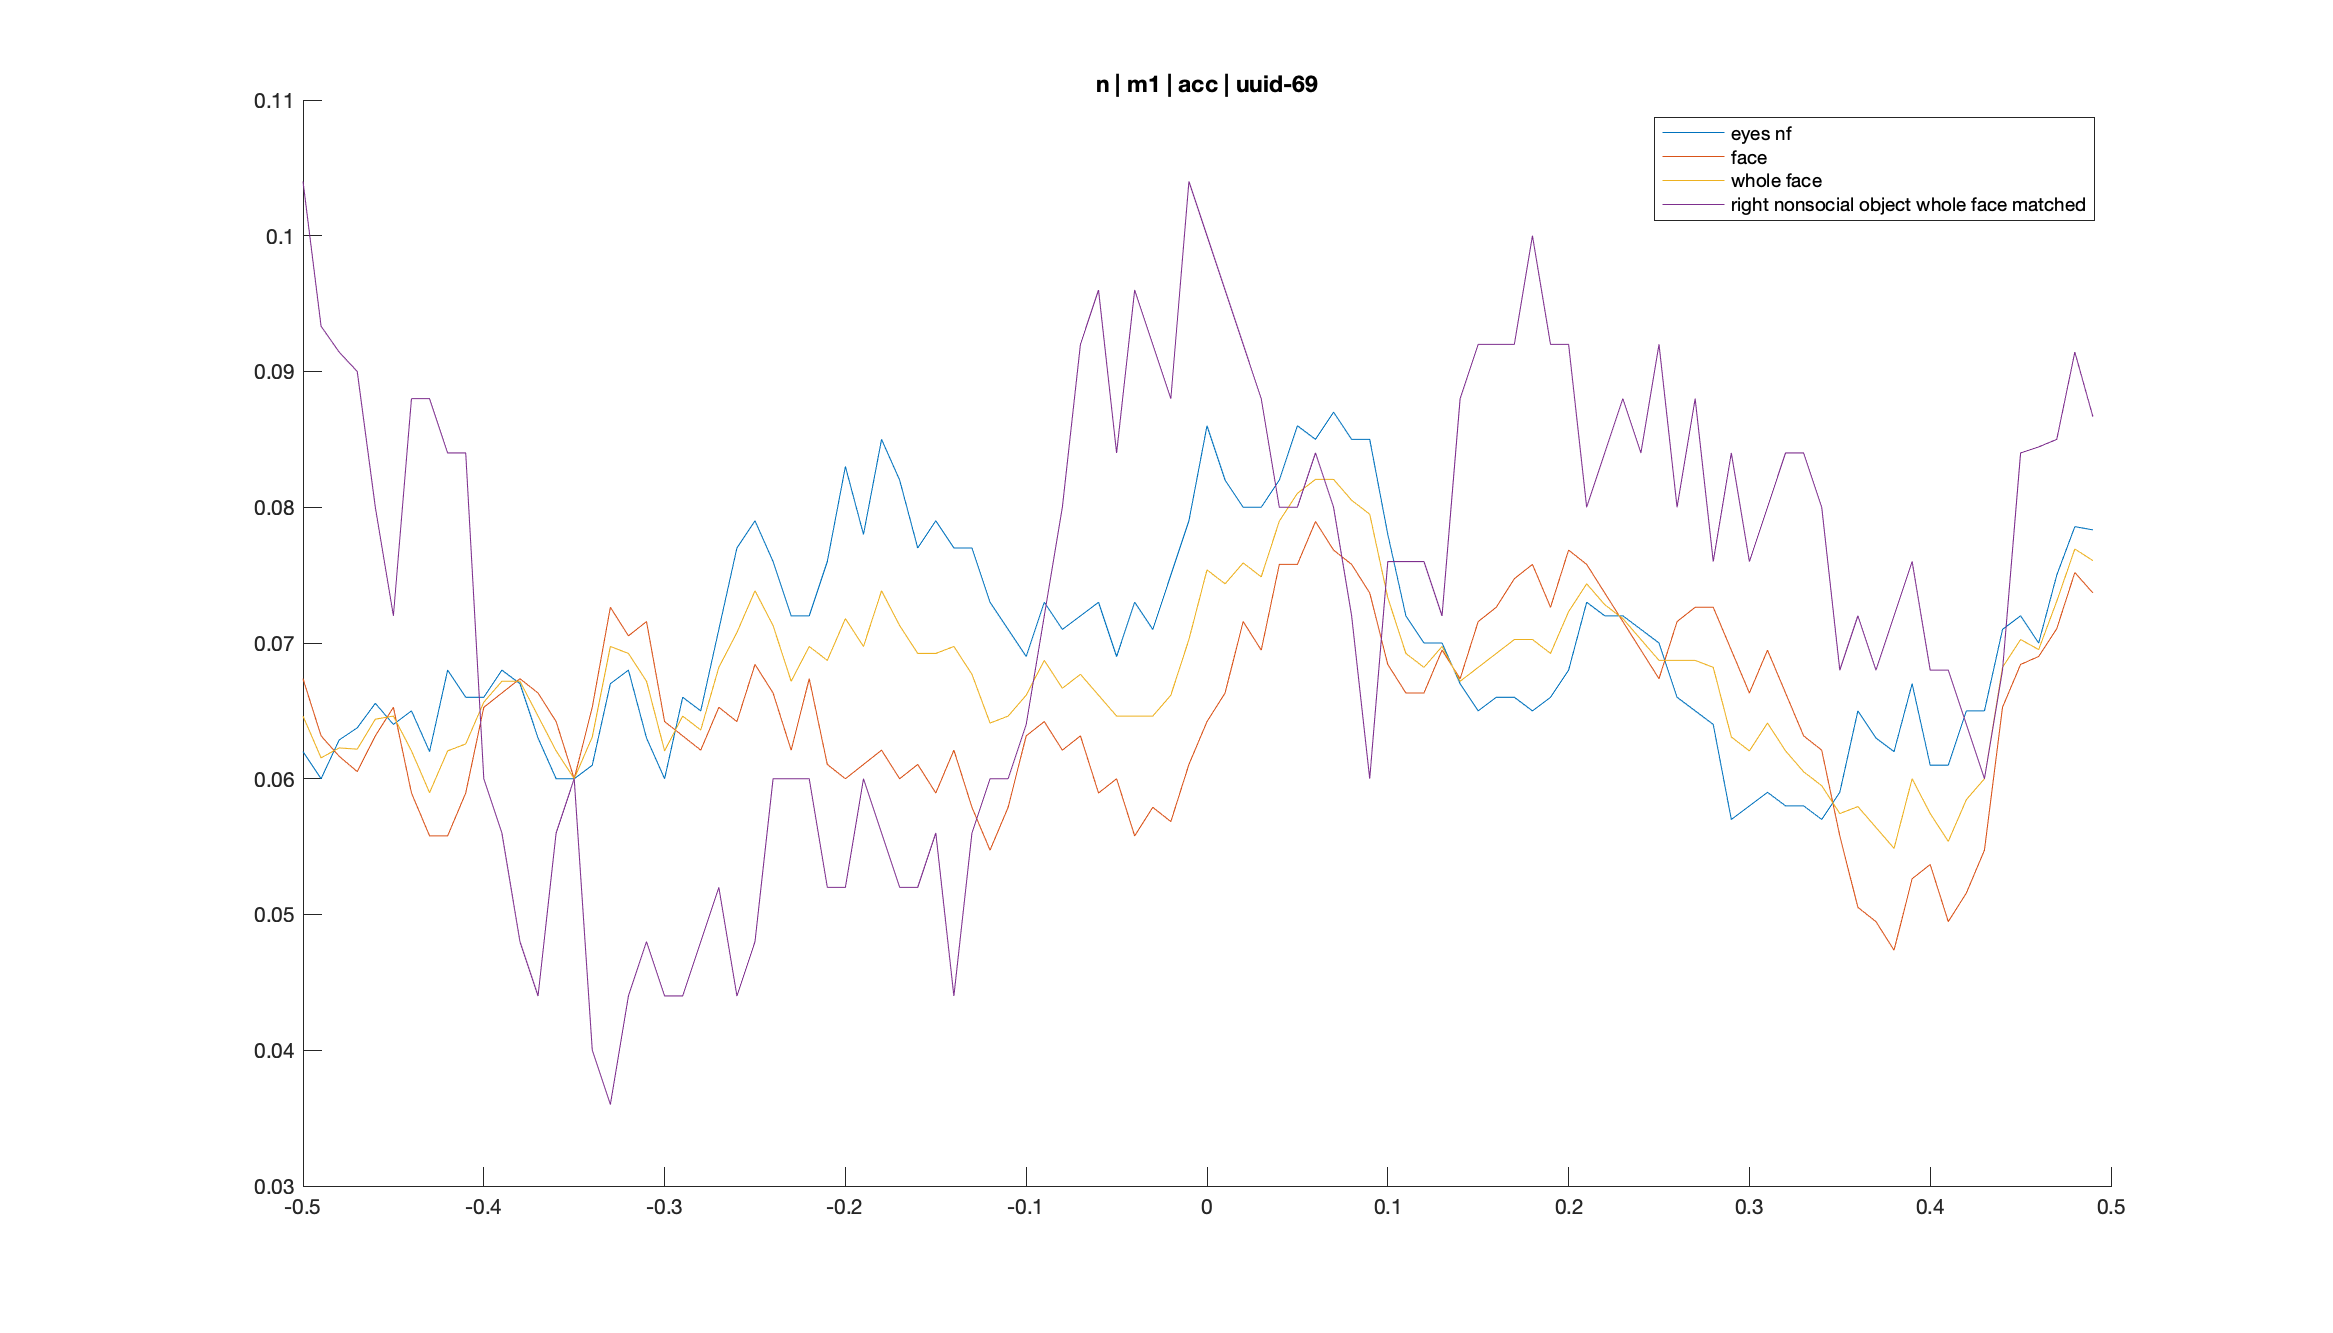 n | m1 | acc | uuid-69
0.11
0.1
0.09
0.08
0.07
0.06
0.05
0.04
0.03
-0.5 -0.4 -0.3 -0.2 -0.1 0 0.1 0.2 0.3 0.4 0.5
eyes nf
face
whole face
right nonsocial object whole face matched